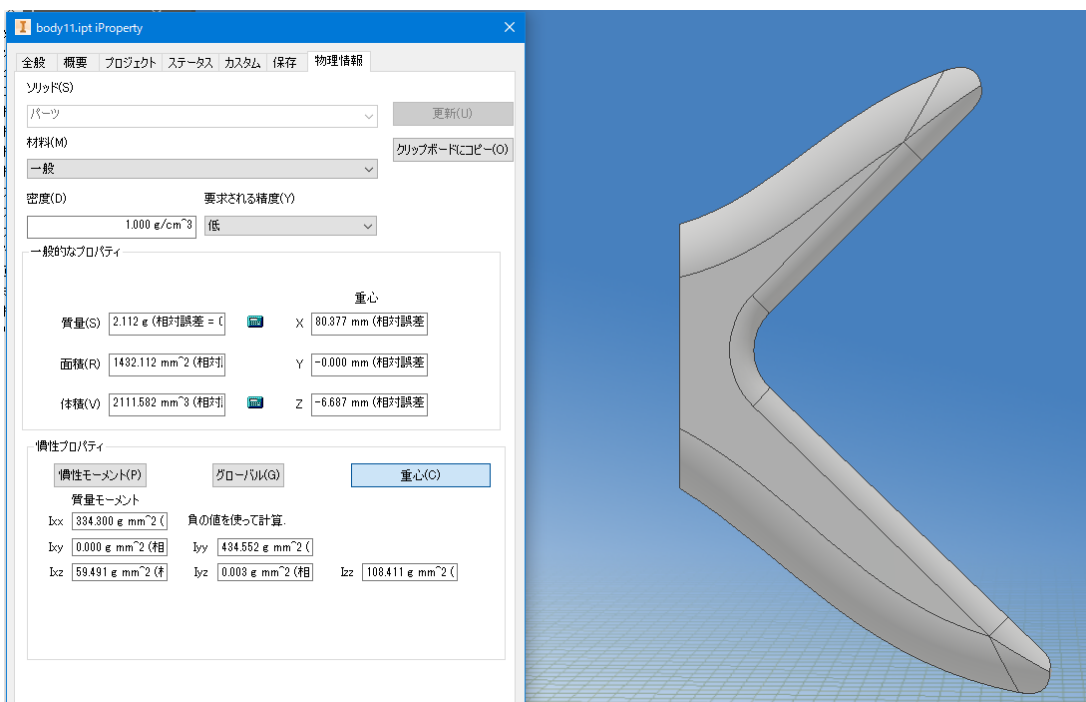 body11.ipt iProperty
全般 概要 プロジェクト ステータス カスタム 保存 物理情報
ソリッド(S)
パーツ
更新(U)
材料(M)
クリップボードにコピー(O)
一般
密度(D) 要求される精度(Y)
1.000 g/cm^3 低
一般的なプロパティ
重心
質量(S) 2.112 g (相対誤差 = ( X 80.377 mm (相対誤差
面積(R) 1432.112 mm^2 (相対 Y -0.000 mm (相対誤差
体積(V) 2111.582 mm^3 (相対 Z -6.687 mm (相対誤差
慣性プロパティ
慣性モーメント(P) グローバル(G) 重心(C)
質量モーメント
Ixx 334.300 g mm^2 ( 負の値を使って計算.
Ixy 0.000 g mm^2 (相 Iyy 434.552 g mm^2 (
Ixz 59.491 g mm^2 ( Iyz 0.003 g mm^2 (相 Izz 108.411 g mm^2 (